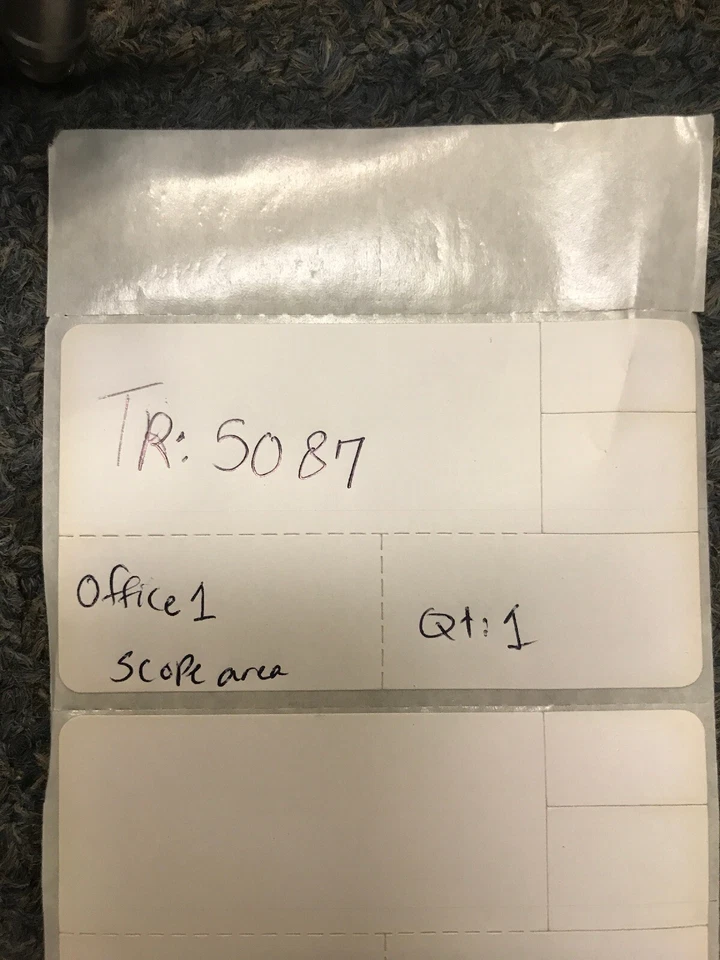 TR: 5087
Office 1
Scope area
Qt: 1